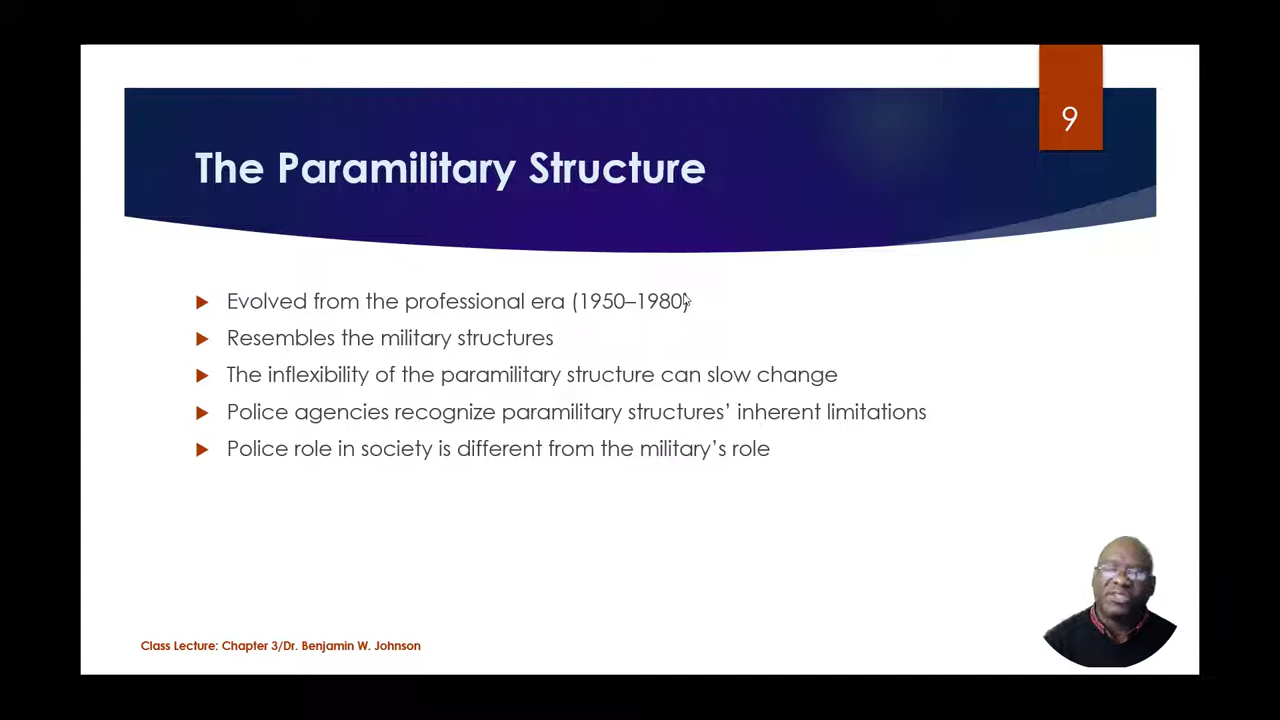 9
The Paramilitary Structure
Evolved from the professional era (1950–1980)
Resembles the military structures
The inflexibility of the paramilitary structure can slow change
Police agencies recognize paramilitary structures’ inherent limitations
Police role in society is different from the military’s role
Class Lecture: Chapter 3/Dr. Benjamin W. Johnson